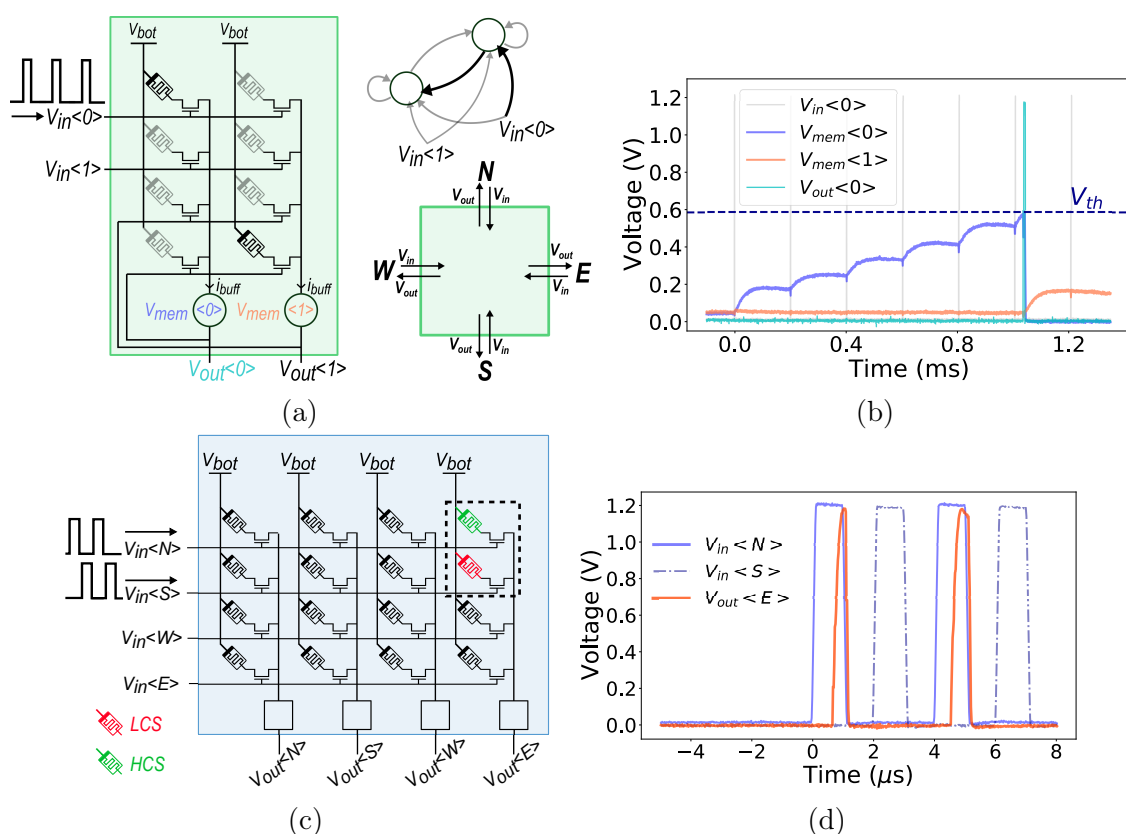 V_bot V_bot
V_in<0>
V_in<1>
i_buff i_buff
V_mem <0> V_mem <1>
V_out<0> V_out<1>
V_in<1> V_in<0>
N
V_out V_in
W V_in V_out
V_out V_in E
V_out V_in
S
(a)
Voltage (V)
1.2
0.9
0.6
0.4
0.2
0.0
V_in<0>
V_mem<0>
V_mem<1>
V_out<0>
V_th
0.0 0.2 0.4 0.6 0.8 1.0 1.2
Time (ms)
(b)
V_bot V_bot V_bot V_bot
V_in<N>
V_in<S>
V_in<W>
V_in<E>
LCS
HCS
V_out<N> V_out<S> V_out<W> V_out<E>
(c)
Voltage (V)
1.2
1.0
0.8
0.6
0.4
0.2
0.0
V_in<N>
V_in<S>
V_out<E>
−4 −2 0 2 4 6 8
Time (μs)
(d)